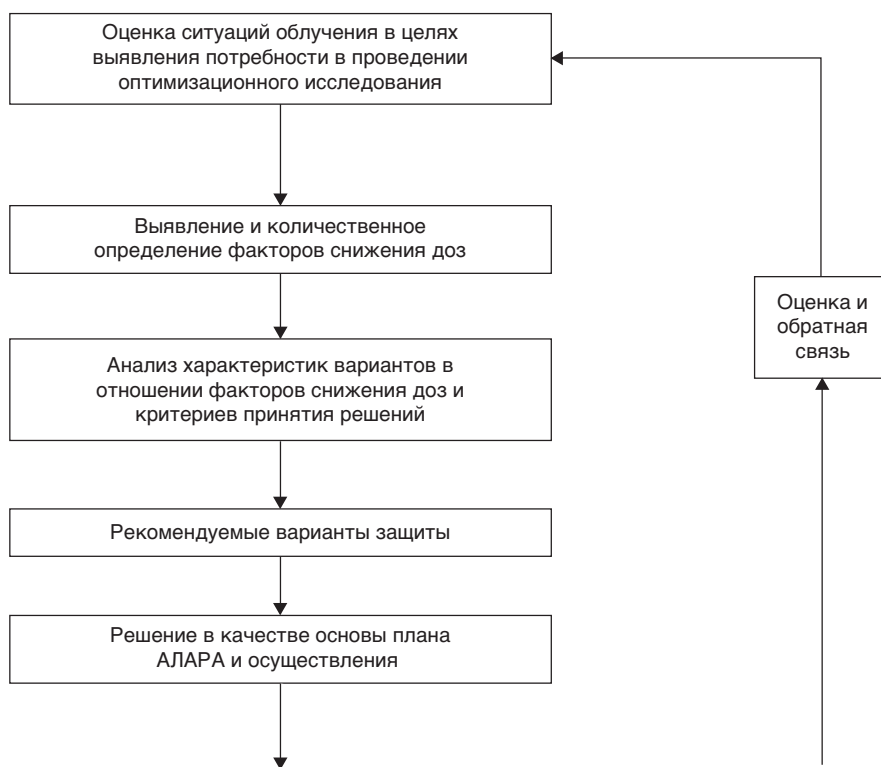 Оценка ситуаций облучения в целях
выявления потребности в проведении
оптимизационного исследования
Выявление и количественное
определение факторов снижения доз
Оценка и
обратная
связь
Анализ характеристик вариантов в
отношении факторов снижения доз и
критериев принятия решений
Рекомендуемые варианты защиты
Решение в качестве основы плана
АЛАРА и осуществления